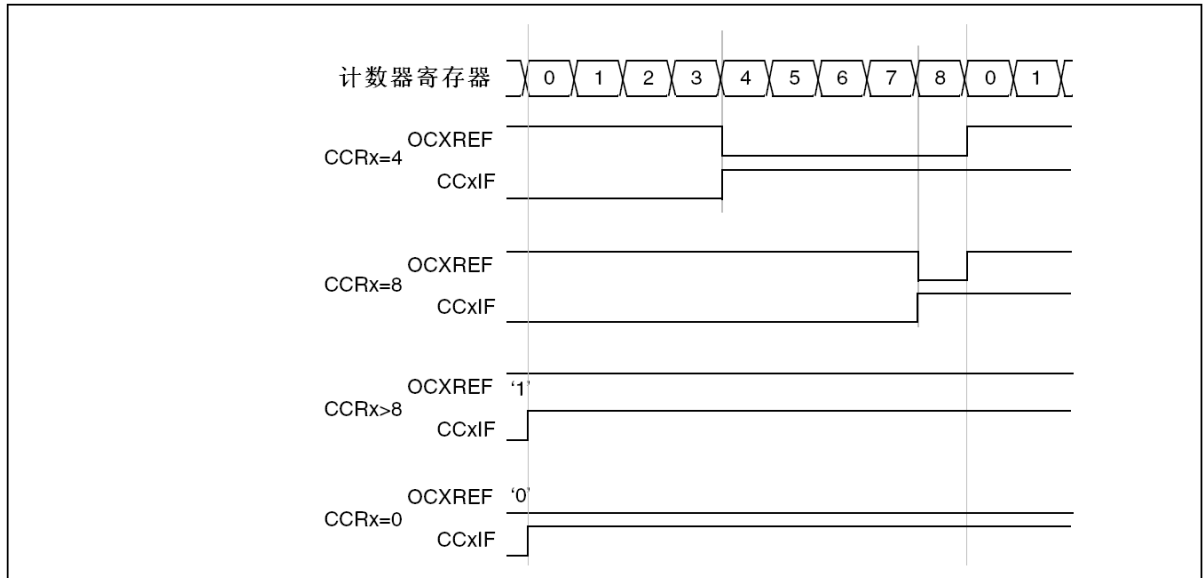 计数器寄存器 0 1 2 3 4 5 6 7 8 0 1
OCXREF
CCRx=4
CCxIF
OCXREF
CCRx=8
CCxIF
OCXREF '1'
CCRx>8
CCxIF
OCXREF '0'
CCRx=0
CCxIF